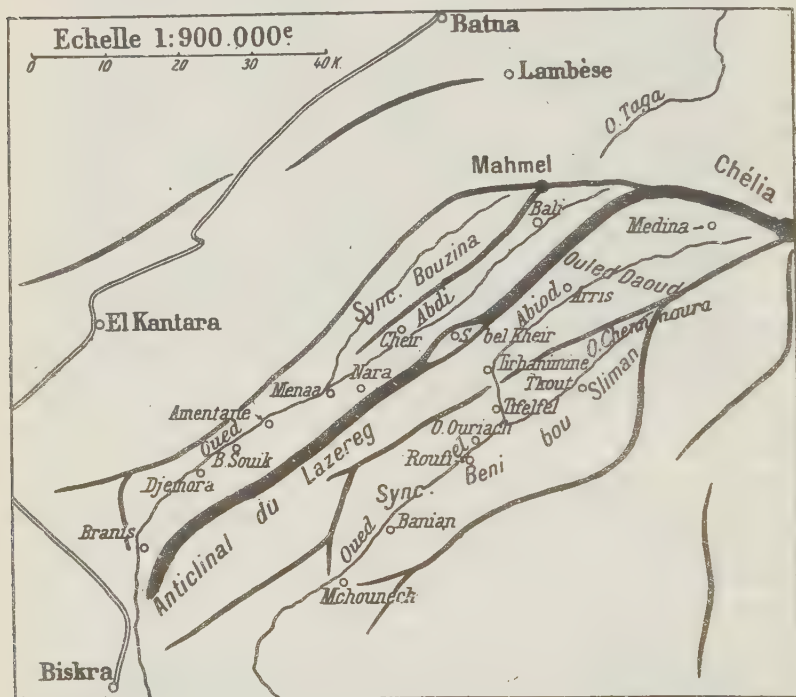 Echelle 1:900.000e
0 10 20 30 40 K.
Batna
Lambèse
O. Taga
Mahmel
Chélia
Bali
Medina
Sync. Bouzina
Ouled Daoud
Abdi
Abiod
Arris
El Kantara
Cheir
S. bel Kheir
O. Chennaoura
Tirhanimine
Nara
Menaa
Tkout
Sliman
Tifelfel
bou
Amentane
Oued
O. Ouriach
B. Souik
el
Roufi
Beni
Djemora
Sync.
Branis
Oued
Banian
Anticlinal du Lazereg
Mchounech
Biskra